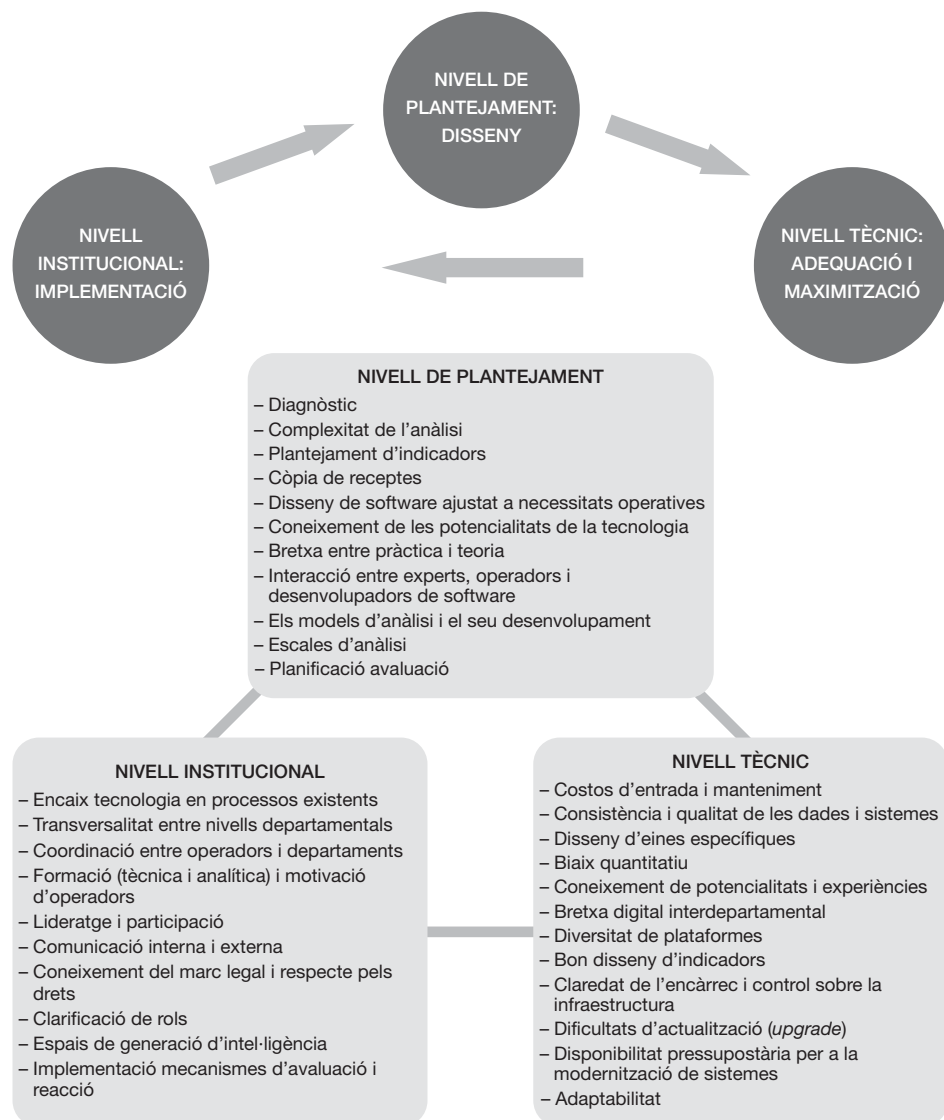 NIVELL DE
PLANTEJAMENT:
DISSENY
NIVELL
INSTITUCIONAL:
IMPLEMENTACIÓ
NIVELL TÈCNIC:
ADEQUACIÓ I
MAXIMITZACIÓ
NIVELL DE PLANTEJAMENT
– Diagnòstic
– Complexitat de l’anàlisi
– Plantejament d’indicadors
– Còpia de receptes
– Disseny de software ajustat a necessitats operatives
– Coneixement de les potencialitats de la tecnologia
– Bretxa entre pràctica i teoria
– Interacció entre experts, operadors i
desenvolupadors de software
– Els models d’anàlisi i el seu desenvolupament
– Escales d’anàlisi
– Planificació avaluació
NIVELL INSTITUCIONAL
– Encaix tecnologia en processos existents
– Transversalitat entre nivells departamentals
– Coordinació entre operadors i departaments
– Formació (tècnica i analítica) i motivació
d’operadors
– Lideratge i participació
– Comunicació interna i externa
– Coneixement del marc legal i respecte pels
drets
– Clarificació de rols
– Espais de generació d’intel·ligència
– Implementació mecanismes d’avaluació i
reacció
NIVELL TÈCNIC
– Costos d’entrada i manteniment
– Consistència i qualitat de les dades i sistemes
– Disseny d’eines específiques
– Biaix quantitatiu
– Coneixement de potencialitats i experiències
– Bretxa digital interdepartamental
– Diversitat de plataformes
– Bon disseny d’indicadors
– Claredat de l’encàrrec i control sobre la
infraestructura
– Dificultats d’actualització (upgrade)
– Disponibilitat pressupostària per a la
modernització de sistemes
– Adaptabilitat